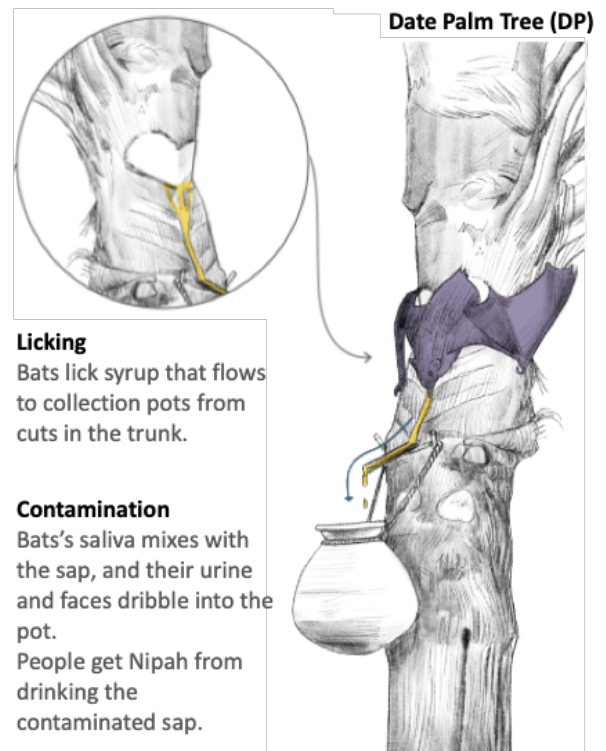 Date Palm Tree (DP)
Licking
Bats lick syrup that flows
to collection pots from
cuts in the trunk.
Contamination
Bats's saliva mixes with
the sap, and their urine
and faces dribble into the
pot.
People get Nipah from
drinking the
contaminated sap.